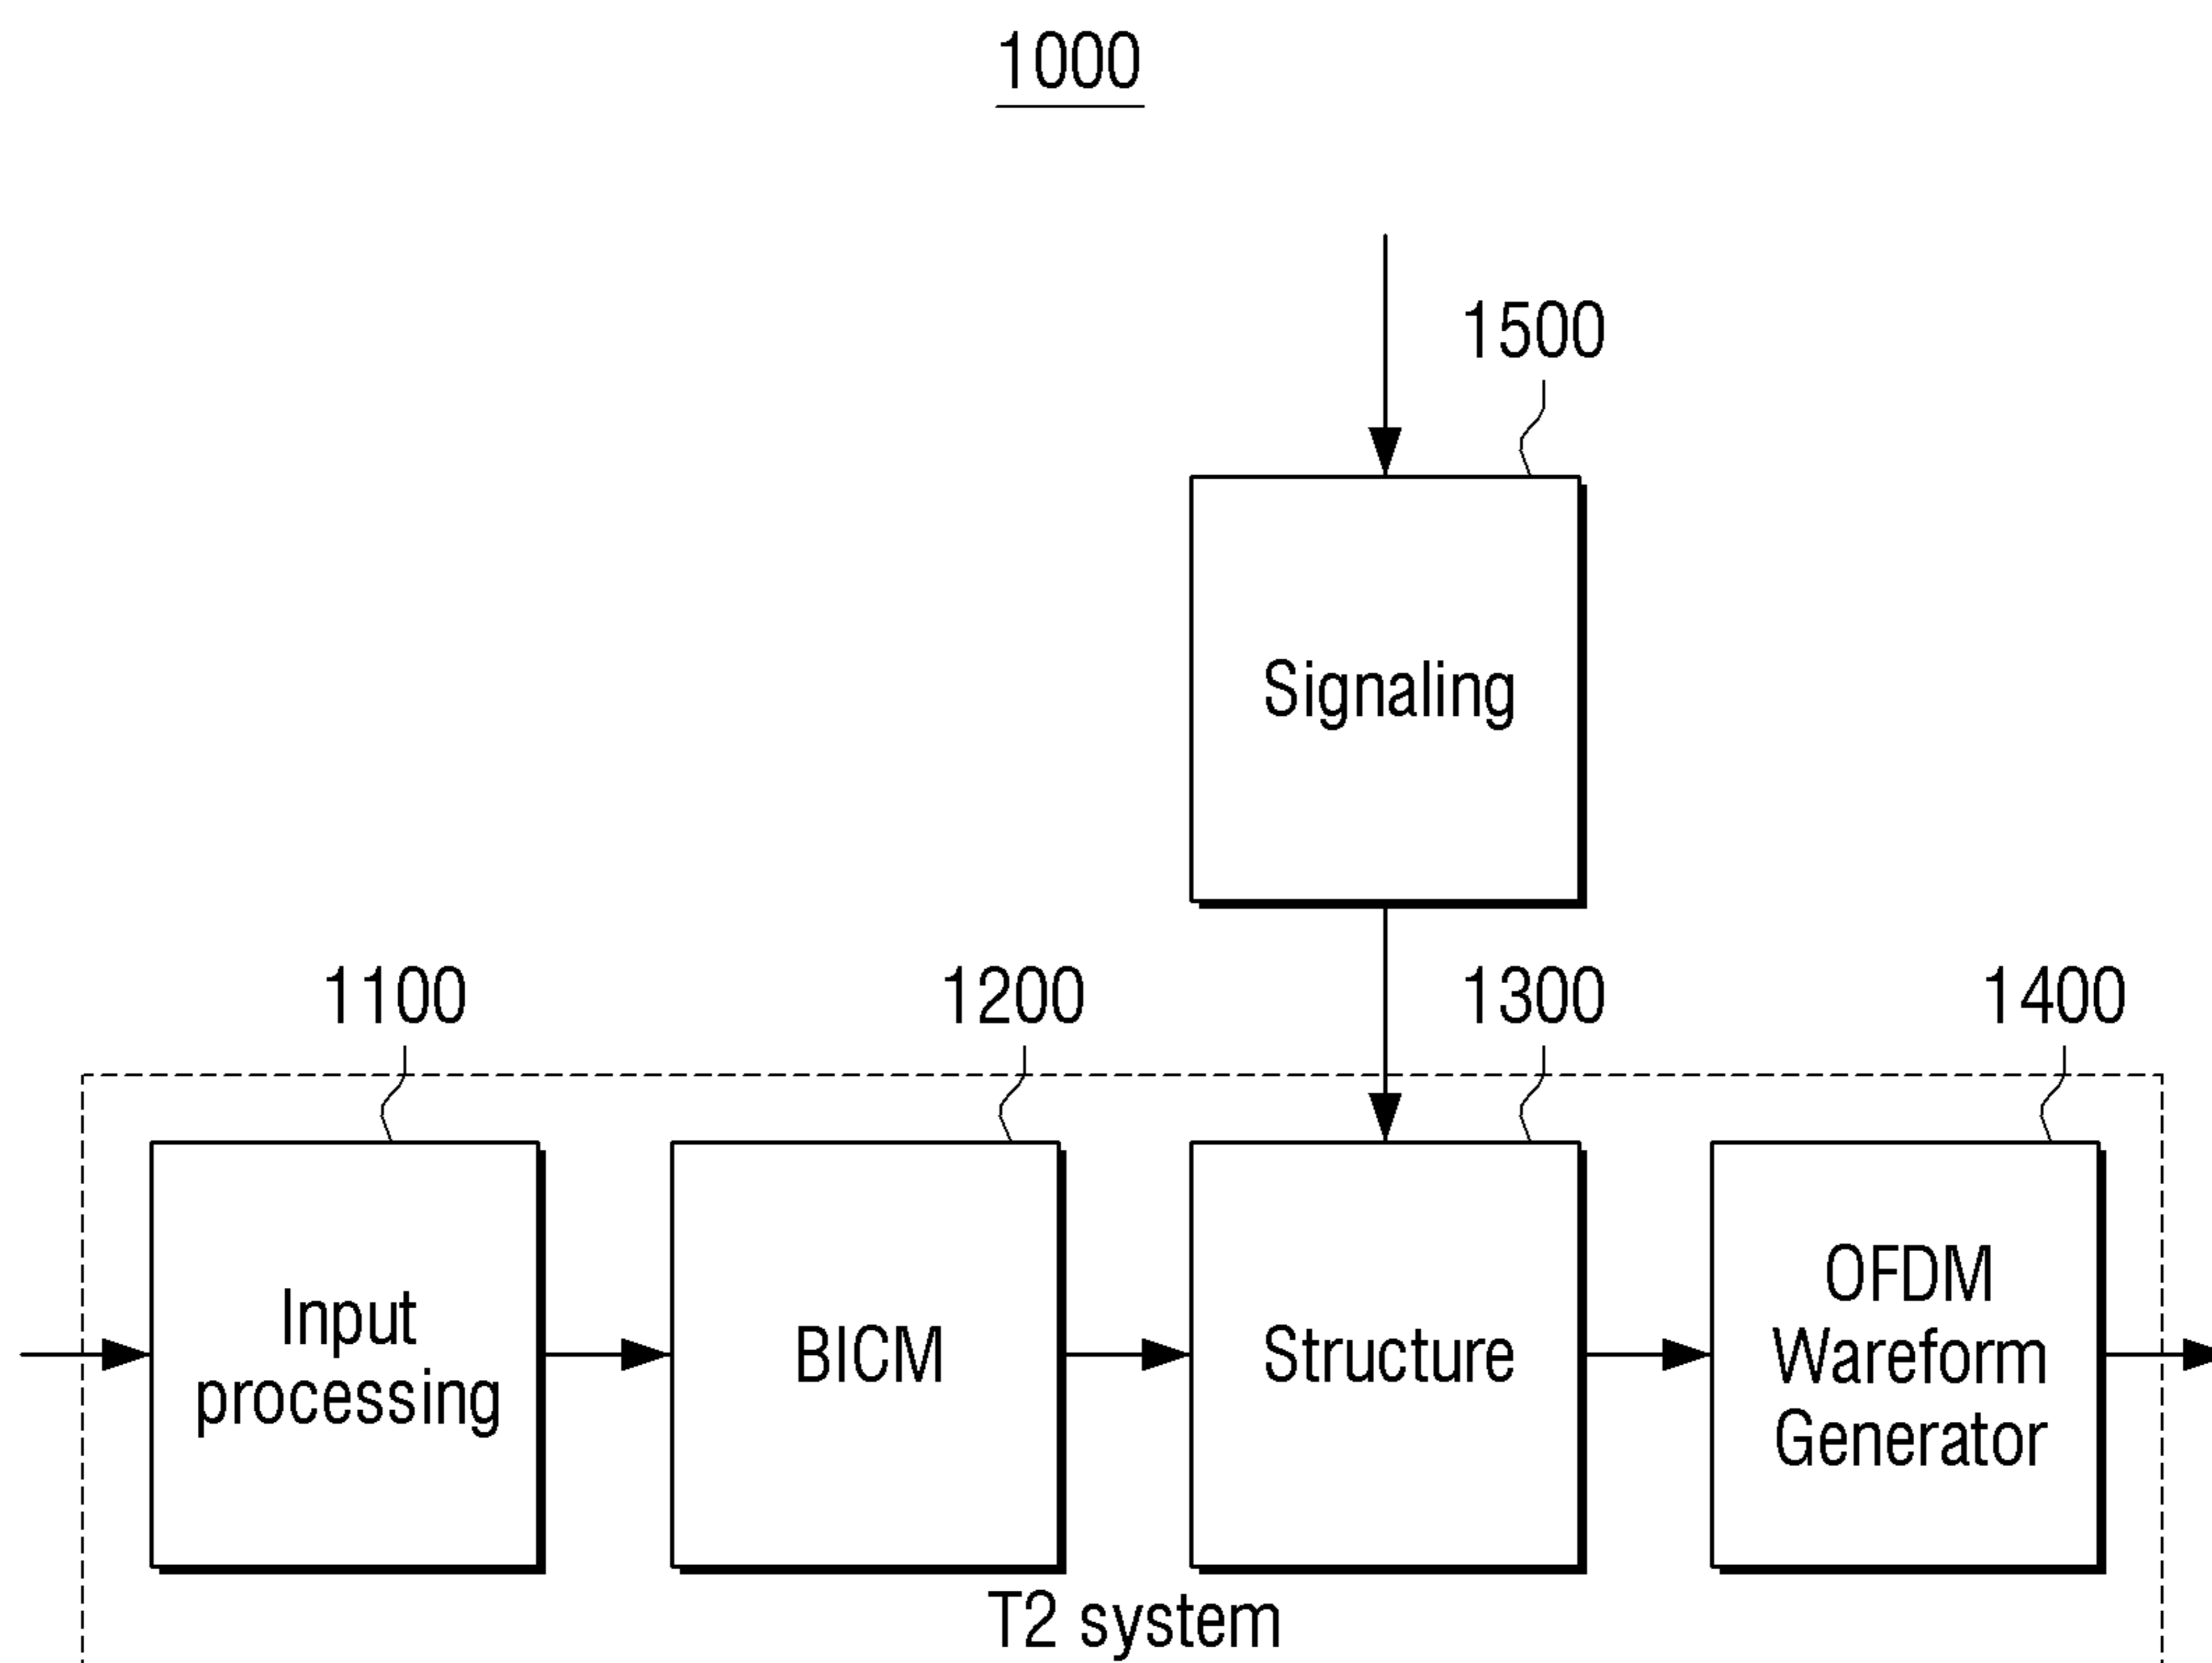 1000
1500
Signaling
1100
1200
1300
1400
Input
processing
BICM
Structure
OFDM
Wareform
Generator
T2 system